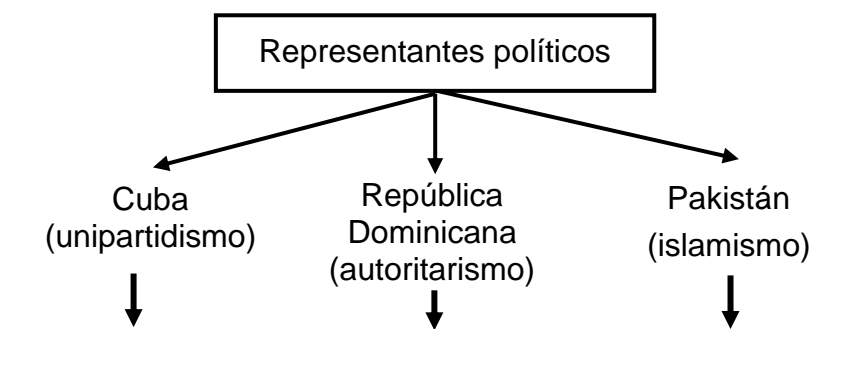 Representantes políticos
Cuba
(unipartidismo)
República
Dominicana
(autoritarismo)
Pakistán
(islamismo)